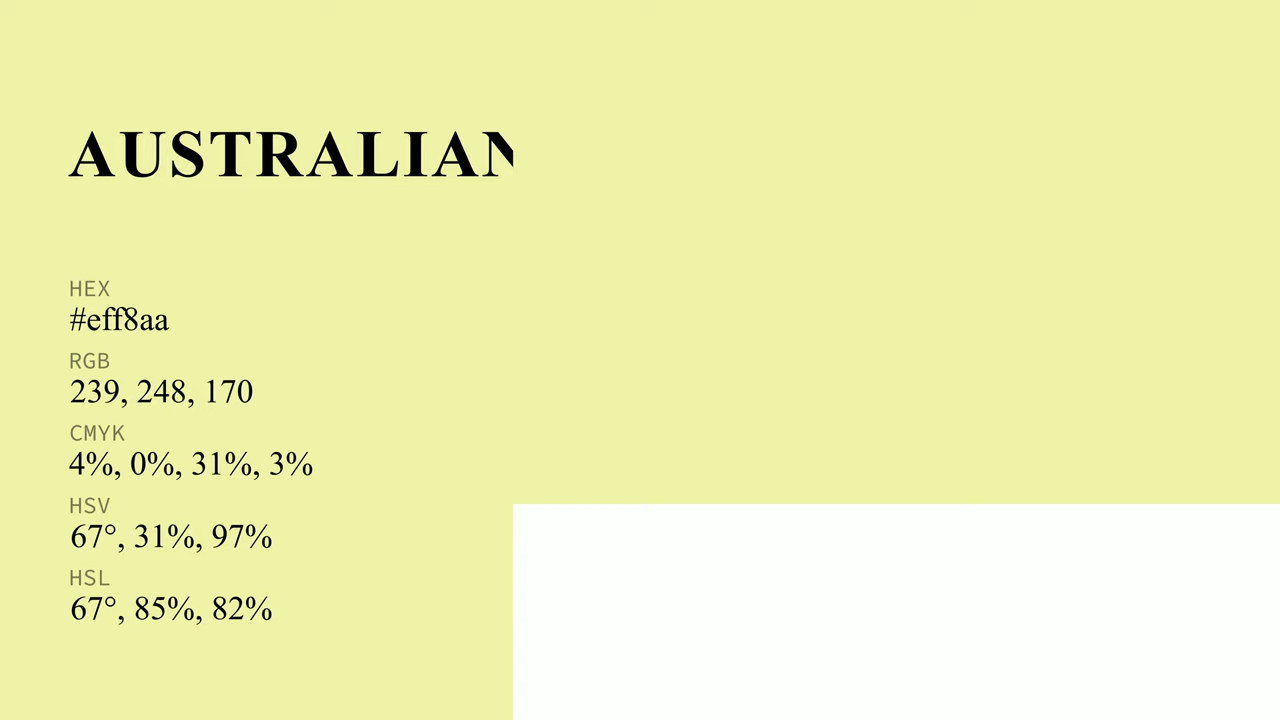 AUSTRALIAN
HEX
#eff8aa
RGB
239, 248, 170
CMYK
4%, 0%, 31%, 3%
HSV
67°, 31%, 97%
HSL
67°, 85%, 82%